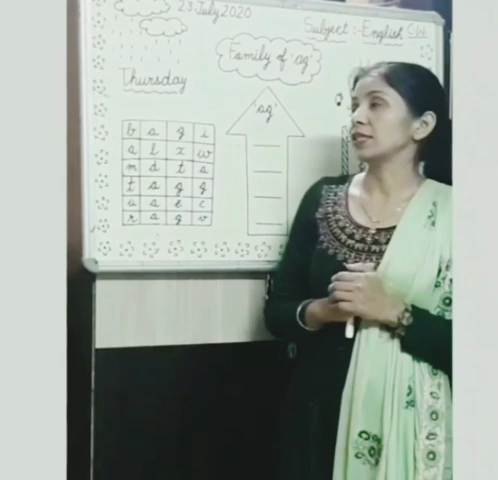 23 July 2020
Subject :- English C.W.
Family of 'ag'
Thursday
'ag'
b a g i
a l z w
m d t s
t a g g
u s e c
r a g v